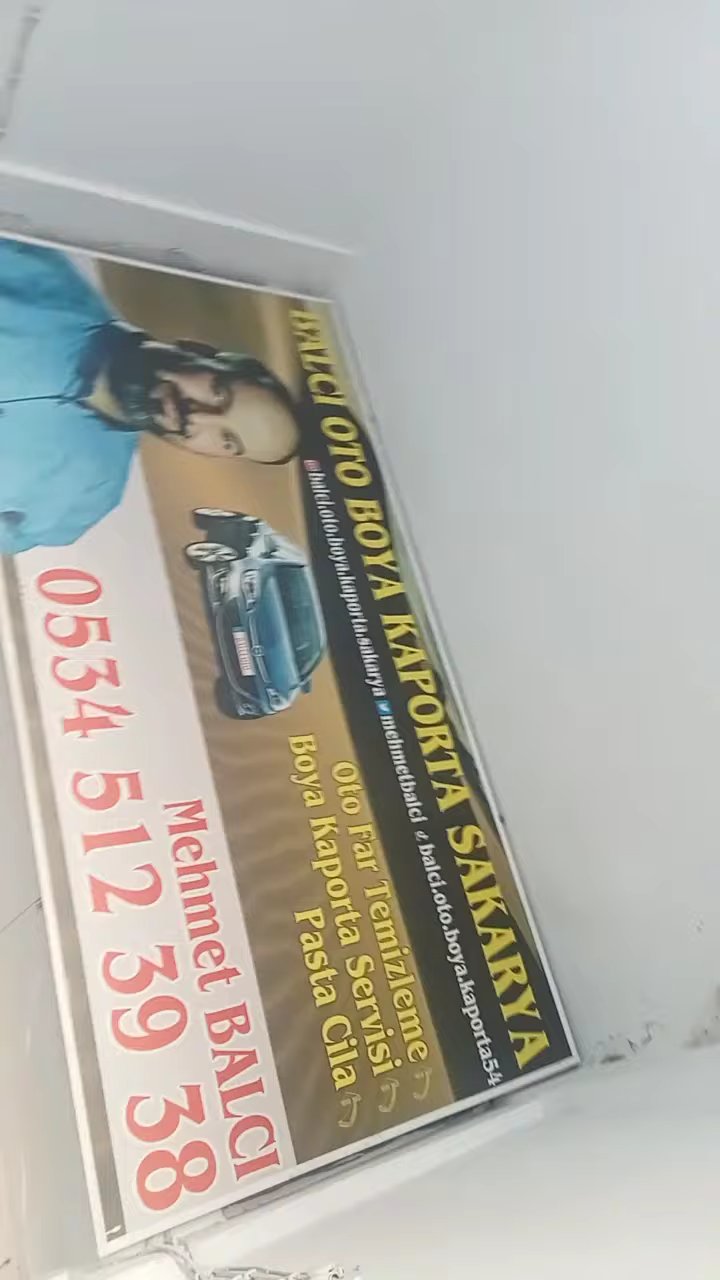 BALCI OTO BOYA KAPORTA SAKARYA
balci.oto.boya.kaporta.sakarya mehmetbalci balci.oto.boya.kaporta54
Oto Far Temizleme
Boya Kaporta Servisi
Pasta Cila
Mehmet BALCI
0534 512 39 38